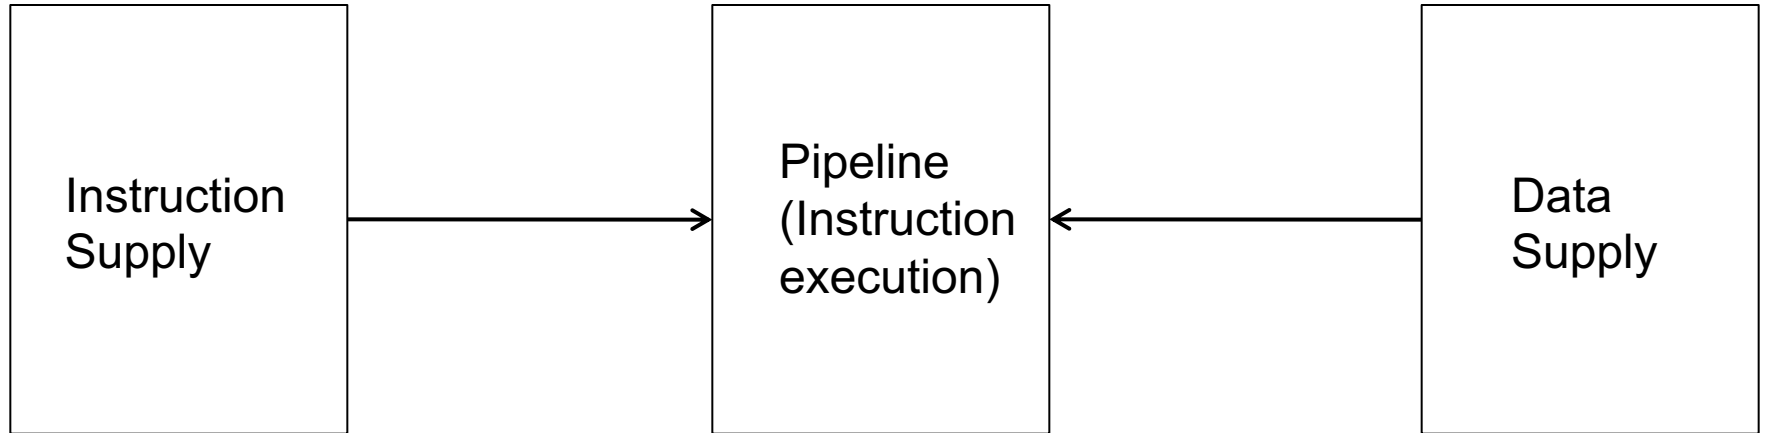 Instruction
Supply
Pipeline
(Instruction
execution)
Data
Supply